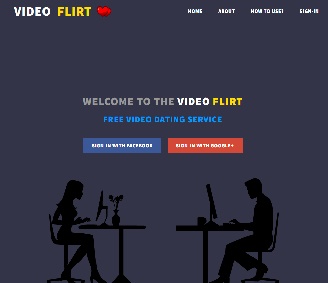 VIDEO FLIRT
HOME ABOUT HOW TO USE? SIGN-IN
WELCOME TO THE VIDEO FLIRT
FREE VIDEO DATING SERVICE
SIGN IN WITH FACEBOOK SIGN IN WITH GOOGLE+